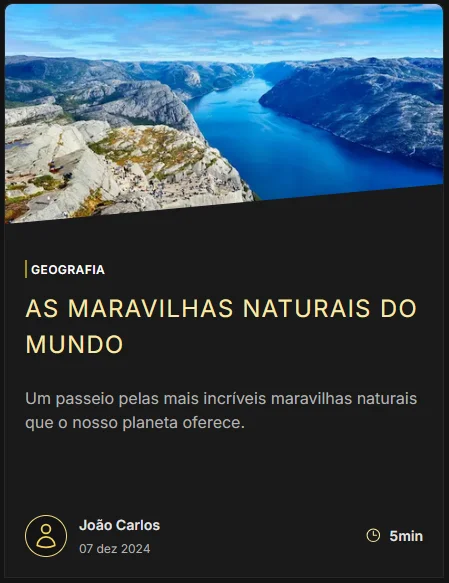 GEOGRAFIA
AS MARAVILHAS NATURAIS DO
MUNDO
Um passeio pelas mais incríveis maravilhas naturais
que o nosso planeta oferece.
João Carlos
07 dez 2024
5min